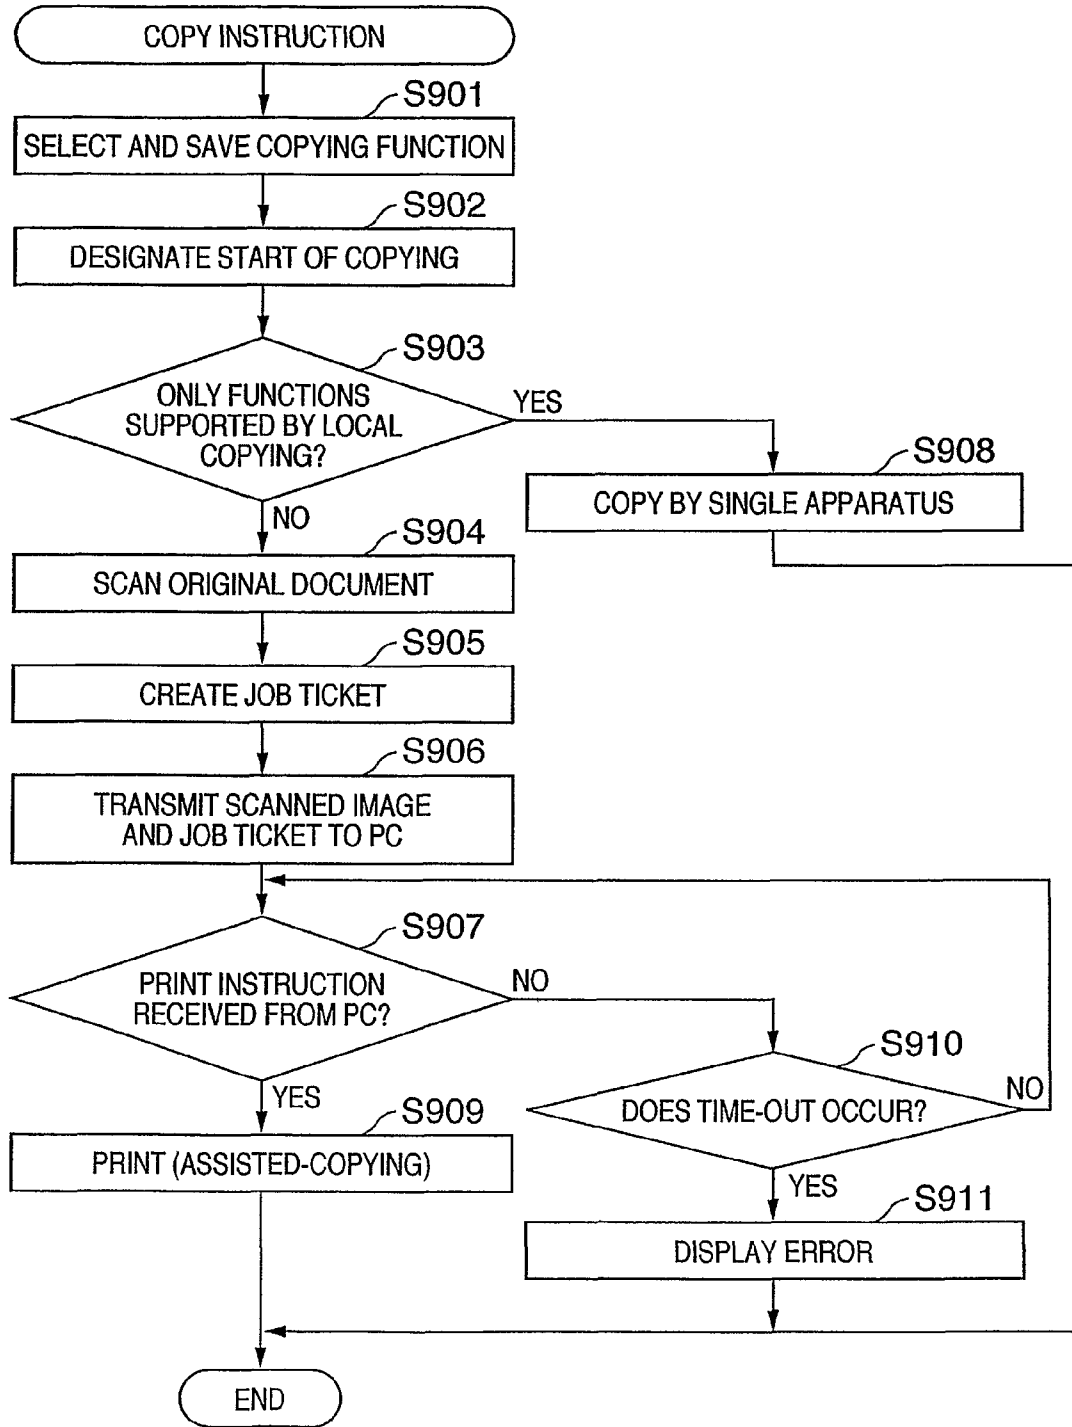 COPY INSTRUCTION
S901
SELECT AND SAVE COPYING FUNCTION
S902
DESIGNATE START OF COPYING
S903
ONLY FUNCTIONS
SUPPORTED BY LOCAL
COPYING?
YES
NO
S908
COPY BY SINGLE APPARATUS
S904
SCAN ORIGINAL DOCUMENT
S905
CREATE JOB TICKET
S906
TRANSMIT SCANNED IMAGE
AND JOB TICKET TO PC
S907
PRINT INSTRUCTION
RECEIVED FROM PC?
NO
YES
S910
DOES TIME-OUT OCCUR?
NO
YES
S909
PRINT (ASSISTED-COPYING)
S911
DISPLAY ERROR
END